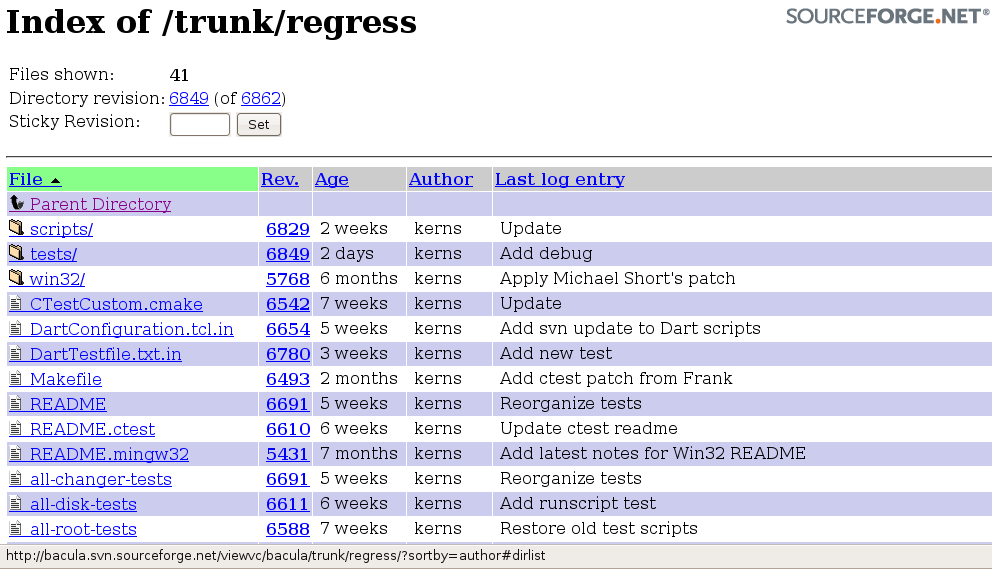 Index of /trunk/regress
SOURCEFORGE.NET®
Files shown: 41
Directory revision: 6849 (of 6862)
Sticky Revision: Set
File Rev. Age Author Last log entry
Parent Directory
scripts/ 6829 2 weeks kerns Update
tests/ 6849 2 days kerns Add debug
win32/ 5768 6 months kerns Apply Michael Short's patch
CTestCustom.cmake 6542 7 weeks kerns Update
DartConfiguration.tcl.in 6654 5 weeks kerns Add svn update to Dart scripts
DartTestfile.txt.in 6780 3 weeks kerns Add new test
Makefile 6493 2 months kerns Add ctest patch from Frank
README 6691 5 weeks kerns Reorganize tests
README.ctest 6610 6 weeks kerns Update ctest readme
README.mingw32 5431 7 months kerns Add latest notes for Win32 README
all-changer-tests 6691 5 weeks kerns Reorganize tests
all-disk-tests 6611 6 weeks kerns Add runscript test
all-root-tests 6588 7 weeks kerns Restore old test scripts
http://bacula.svn.sourceforge.net/viewvc/bacula/trunk/regress/?sortby=author#dirlist